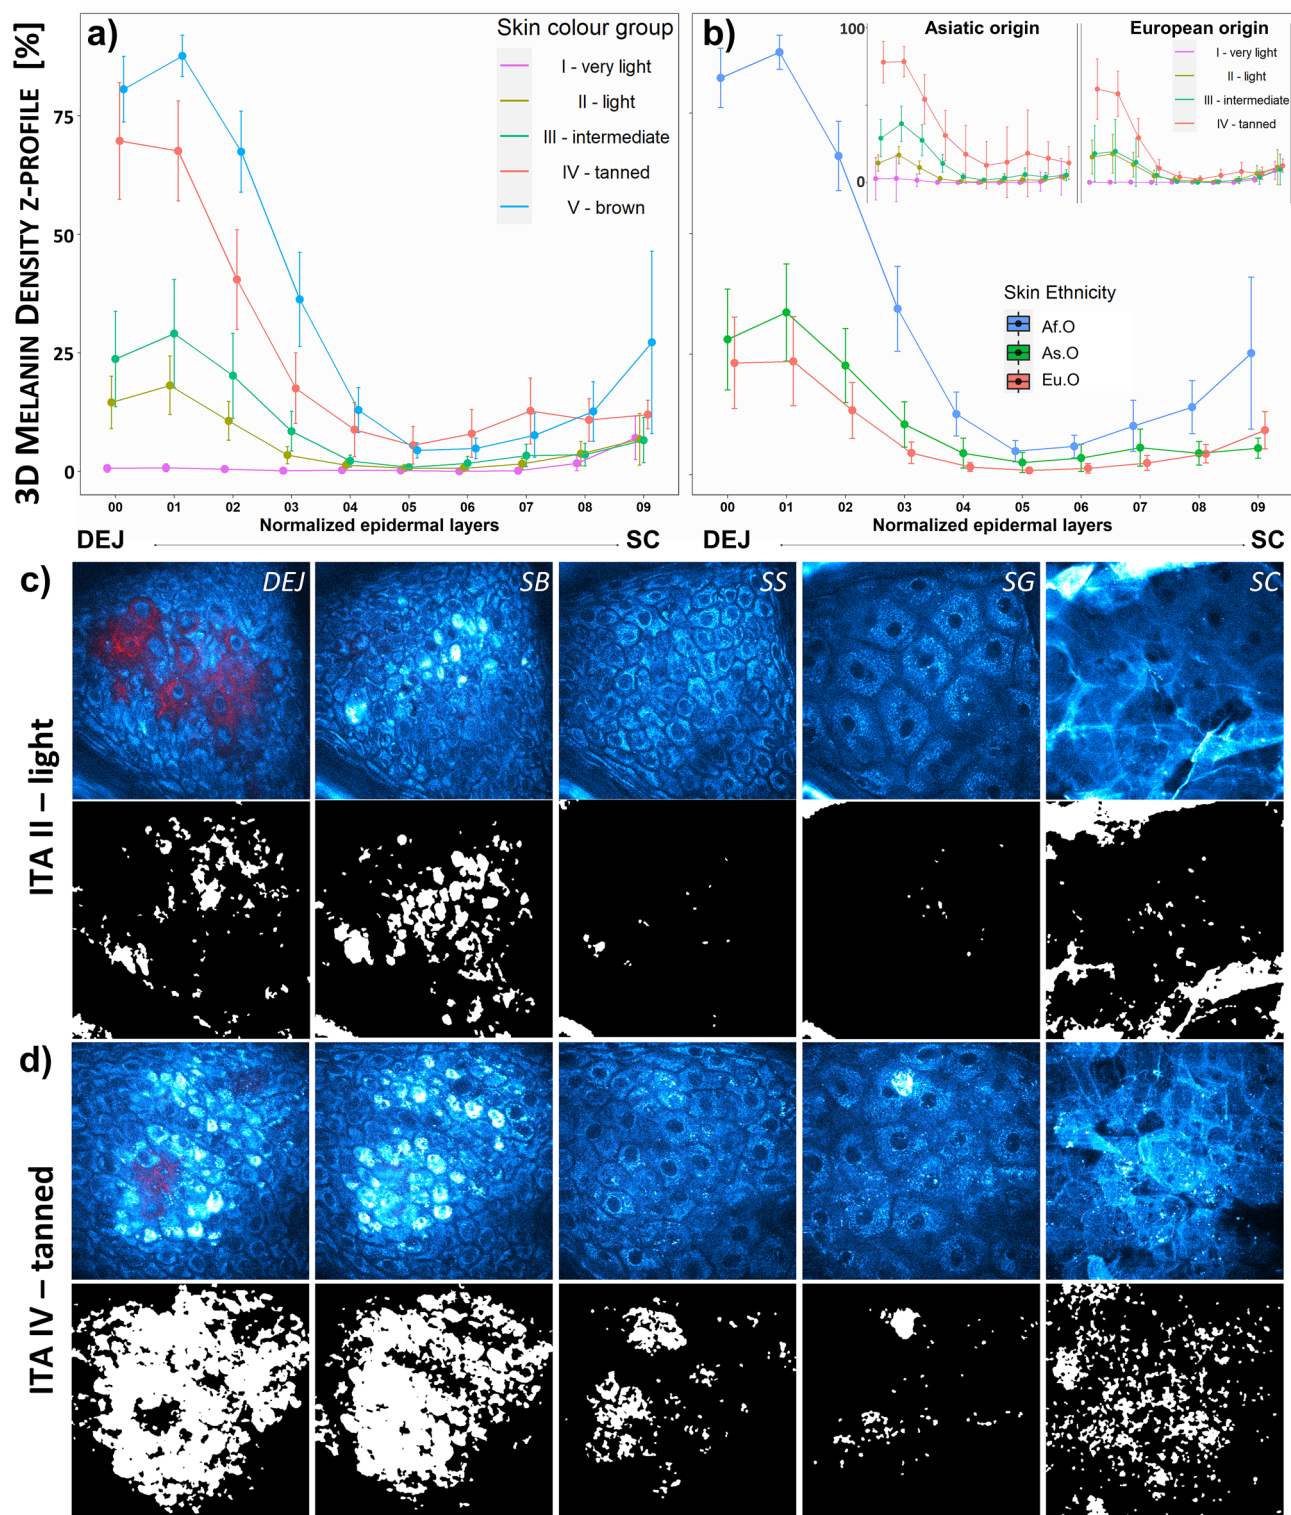 3D MELANIN DENSITY Z-PROFILE [%]
a)
Skin colour group
I - very light
II - light
III - intermediate
IV - tanned
V - brown
75
50
25
0
00 01 02 03 04 05 06 07 08 09
Normalized epidermal layers
DEJ SC
b)
100
0
Asiatic origin
European origin
I - very light
II - light
III - intermediate
IV - tanned
Skin Ethnicity
Af.O
As.O
Eu.O
00 01 02 03 04 05 06 07 08 09
Normalized epidermal layers
DEJ SC
c)
DEJ SB SS SG SC
ITA II – light
d)
ITA IV – tanned